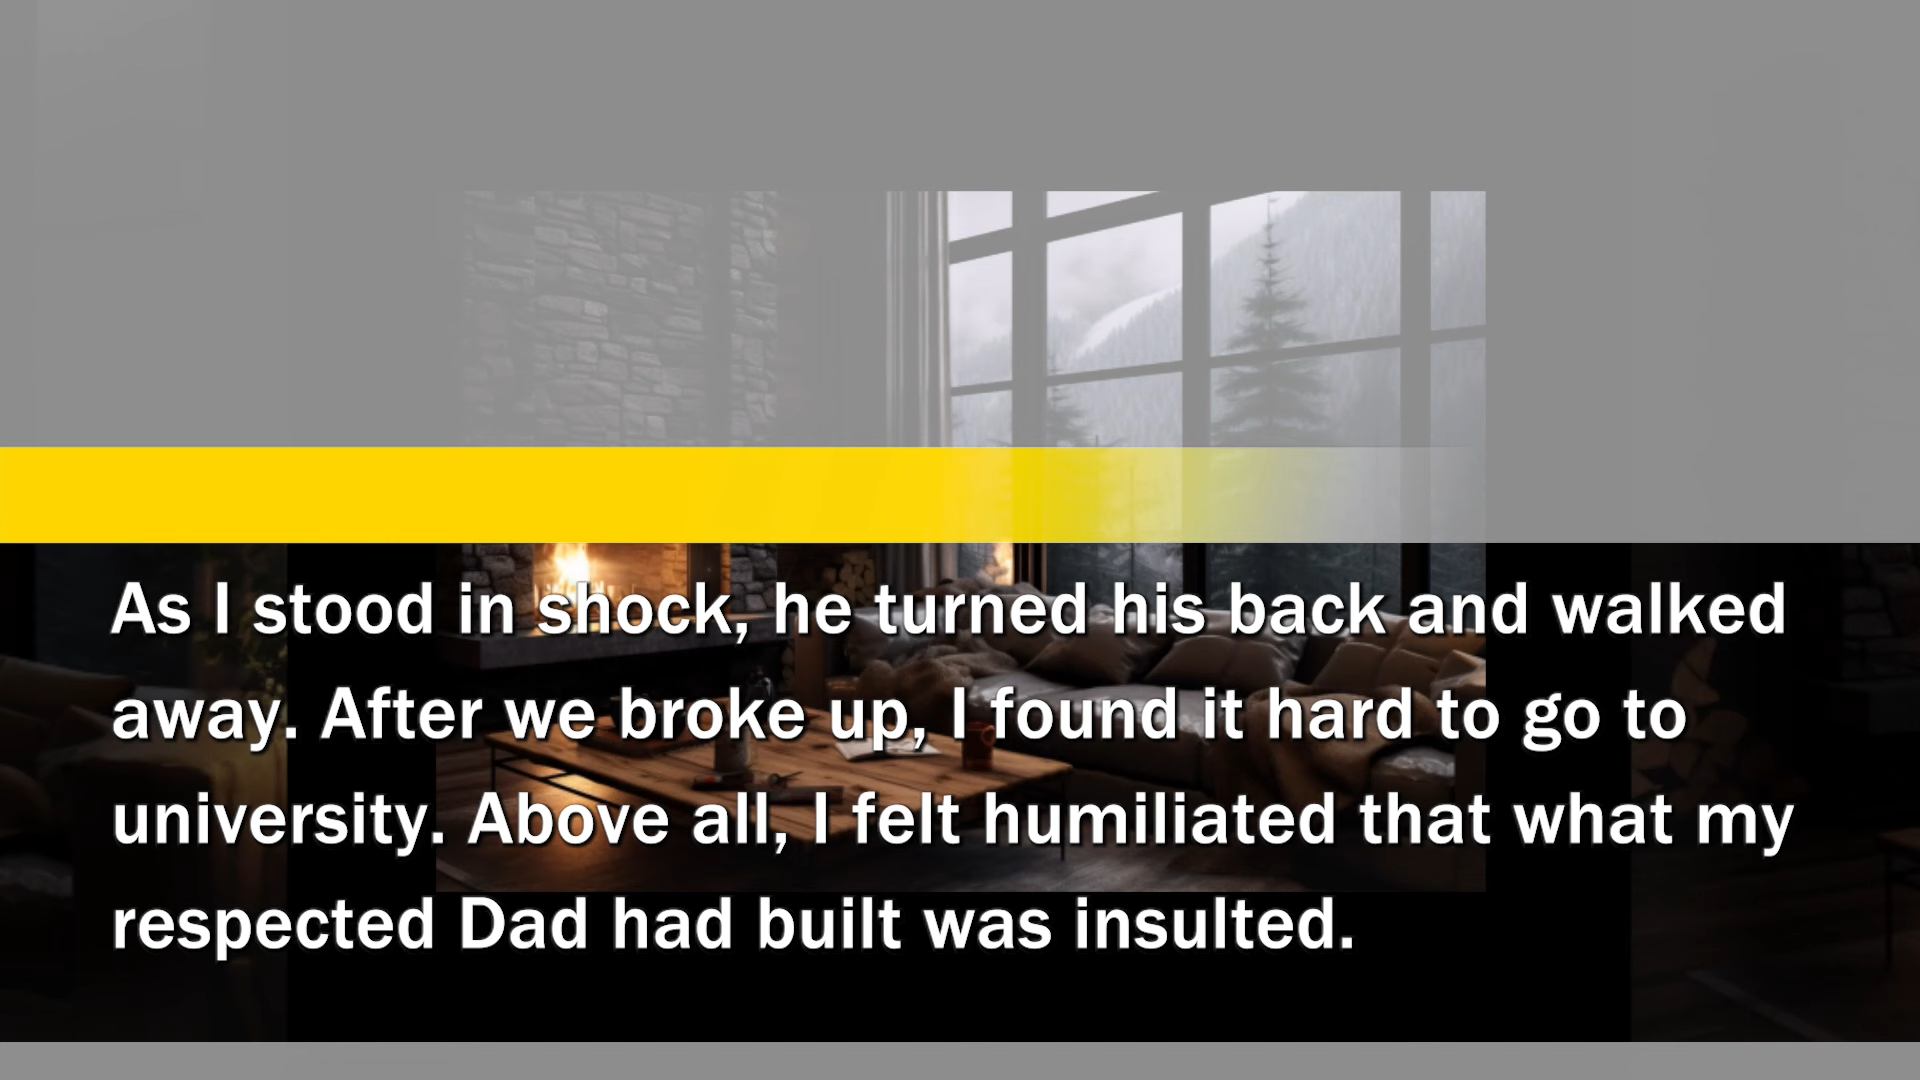 As I stood in shock, he turned his back and walked
away. After we broke up, I found it hard to go to
university. Above all, I felt humiliated that what my
respected Dad had built was insulted.